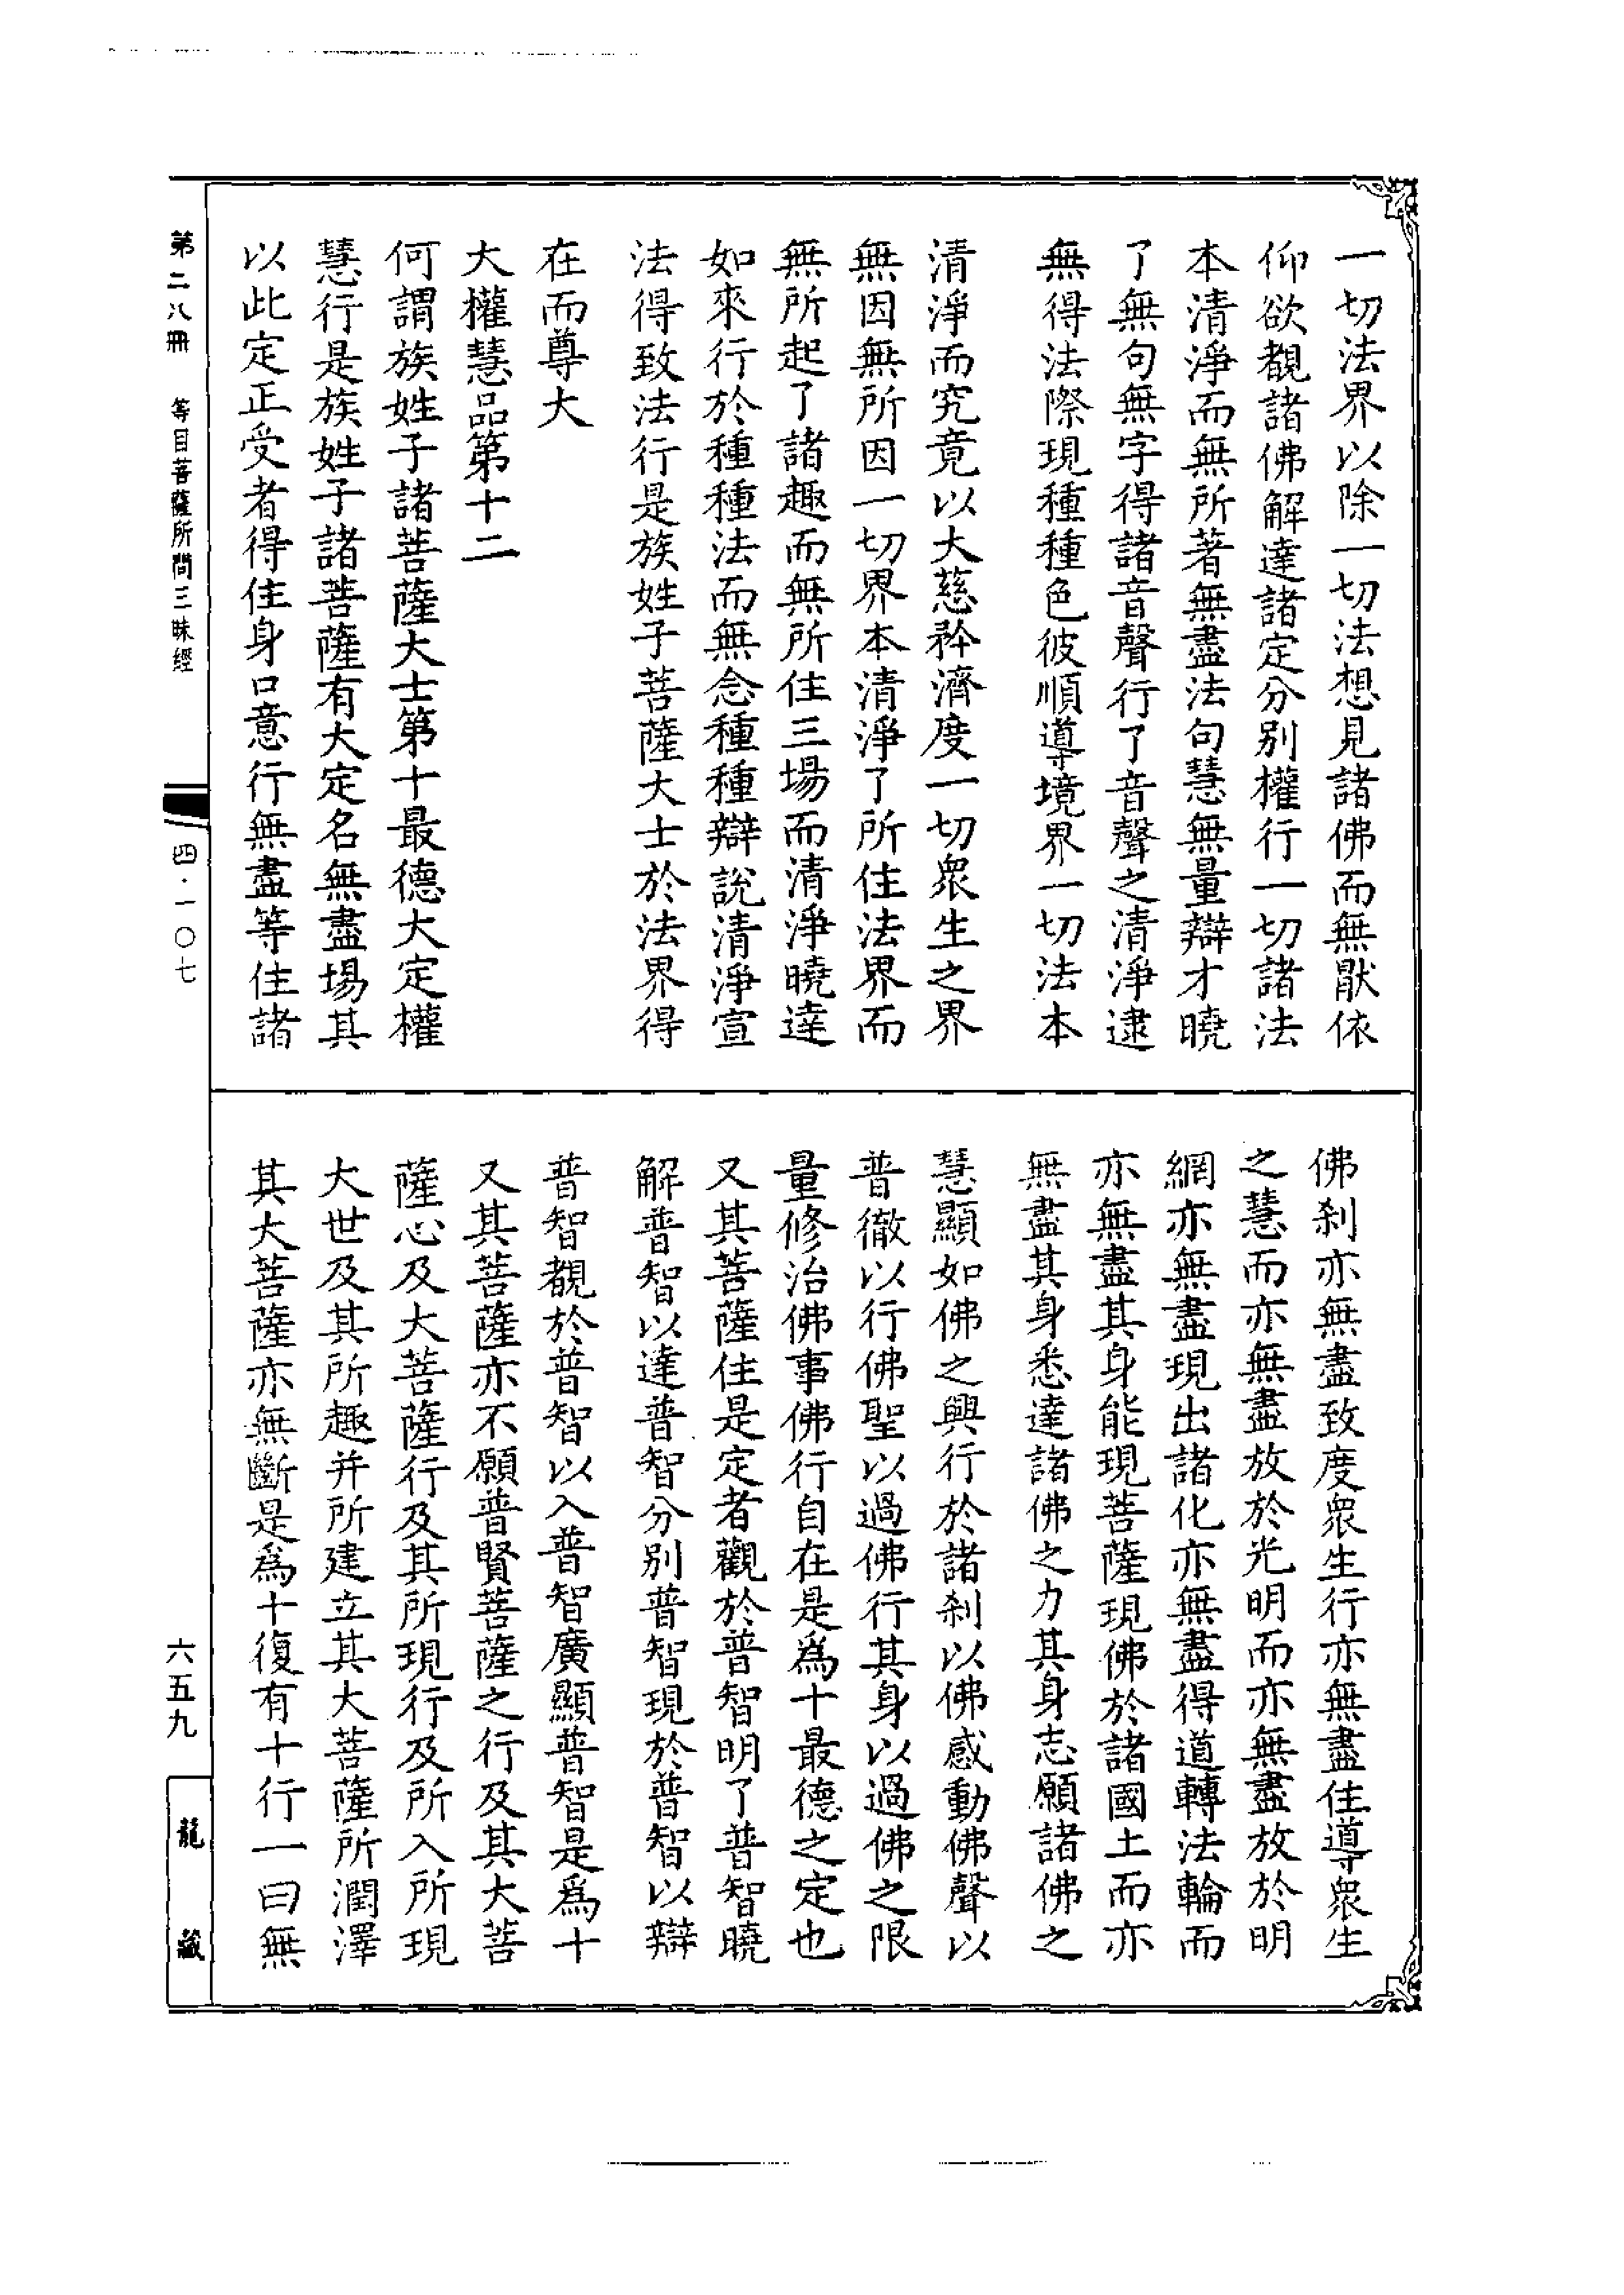 一切法界以除一切法想見諸佛而無猒依
仰欲覩諸佛解達諸定分別權行一切諸法
本清淨而無所著無盡法句慧無量辯才曉
了無句無字得諸音聲行了音聲之清淨逮
無得法際現種種色彼順導境界一切法本
清淨而究竟以大慈矜濟度一切衆生之界
無因無所因一切界本清淨了所住法界而
無所起了諸趣而無所住三場而清淨曉達
如來行於種種法而無念種種辯說清淨宣
法得致法行是族姓子菩薩大士於法界得
在而尊大
大權慧品第十二
何謂族姓子諸菩薩大士第十最德大定權
慧行是族姓子諸菩薩有大定名無盡場其
以此定正受者得住身口意行無盡等住諸
佛刹亦無盡致度衆生行亦無盡住導衆生
之慧而亦無盡放於光明而亦無盡放於明
網亦無盡現出諸化亦無盡得道轉法輪而
亦無盡其身能現菩薩現佛於諸國土而亦
無盡其身悉達諸佛之力其身志願諸佛之
慧顯如佛之興行於諸刹以佛感動佛聲以
普徹以行佛聖以過佛行其身以過佛之限
量修治佛事佛行自在是爲十最德之定也
又其菩薩住是定者觀於普智明了普智曉
解普智以達普智分別普智現於普智以辯
普智覩於普智以入普智廣顯普智是爲十
又其菩薩亦不願普賢菩薩之行及其大菩
薩心及大菩薩行及其所現行及所入所現
大世及其所趣并所建立其大菩薩所潤澤
其大菩薩亦無斷是爲十復有十行一曰無
第二八冊 等目菩薩所問三昧經
四·一〇七
六五九
龍藏